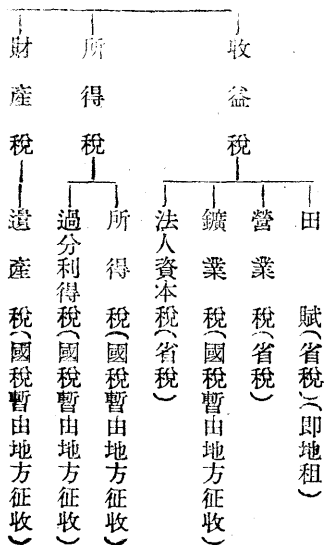 收益稅
田賦(省稅)(即地租)
營業稅(省稅)
鑛業稅(國稅暫由地方征收)
法人資本稅(省稅)
所得稅
所得稅(國稅暫由地方征收)
過分利得稅(國稅暫由地方征收)
財產稅
遺產稅(國稅暫由地方征收)